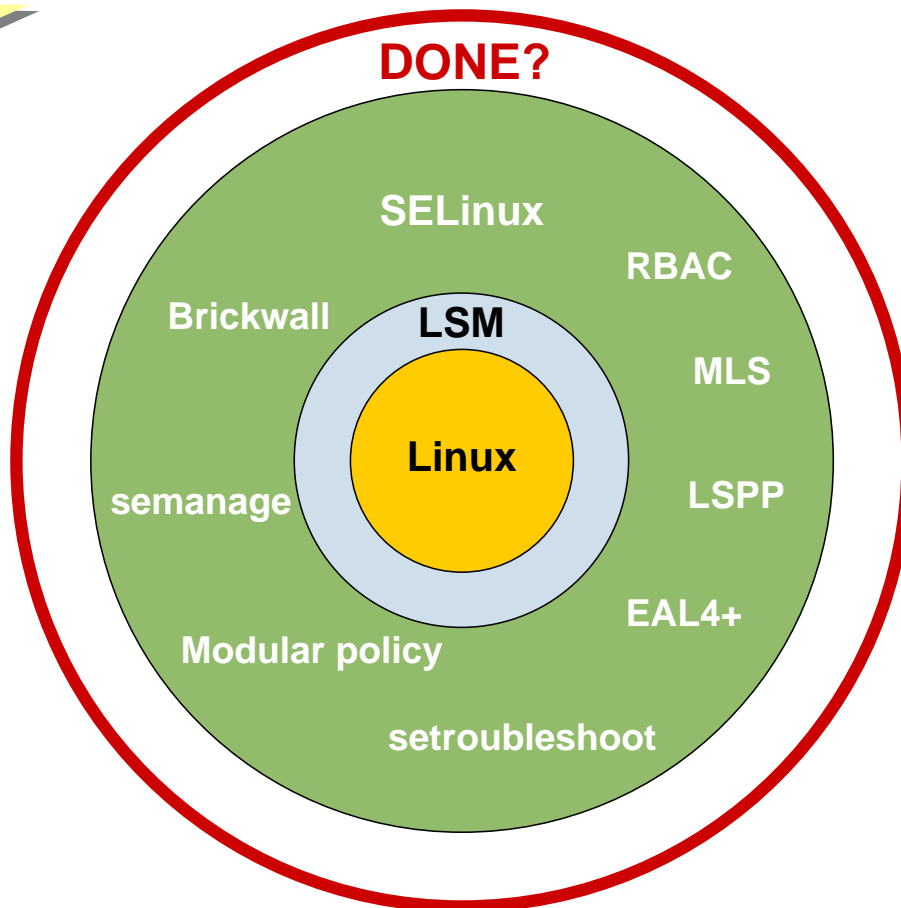 DONE?
SELinux
RBAC
Brickwall
LSM
MLS
Linux
semanage
LSPP
EAL4+
Modular policy
setroubleshoot